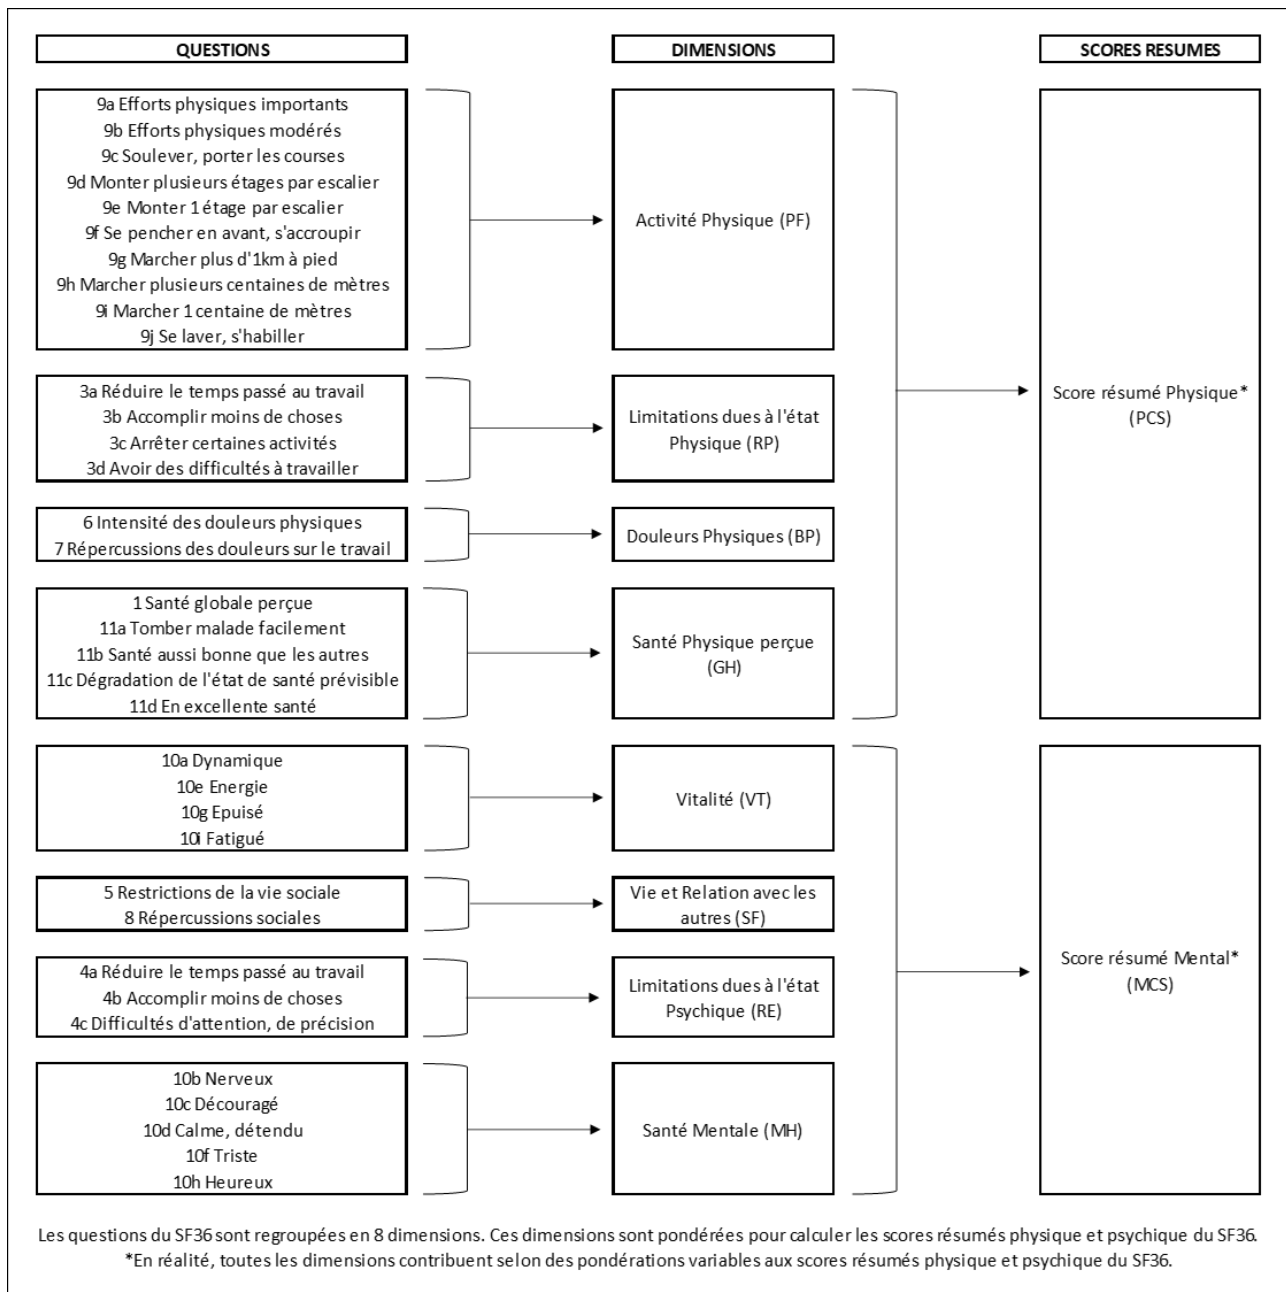 QUESTIONS
DIMENSIONS
SCORES RESUMES
9a Efforts physiques importants
9b Efforts physiques modérés
9c Soulever, porter les courses
9d Monter plusieurs étages par escalier
9e Monter 1 étage par escalier
9f Se pencher en avant, s'accroupir
9g Marcher plus d'1km à pied
9h Marcher plusieurs centaines de mètres
9i Marcher 1 centaine de mètres
9j Se laver, s'habiller
Activité Physique (PF)
3a Réduire le temps passé au travail
3b Accomplir moins de choses
3c Arrêter certaines activités
3d Avoir des difficultés à travailler
Limitations dues à l'état
Physique (RP)
6 Intensité des douleurs physiques
7 Répercussions des douleurs sur le travail
Douleurs Physiques (BP)
1 Santé globale perçue
11a Tomber malade facilement
11b Santé aussi bonne que les autres
11c Dégradation de l'état de santé prévisible
11d En excellente santé
Santé Physique perçue
(GH)
Score résumé Physique*
(PCS)
10a Dynamique
10e Energie
10g Epuisé
10i Fatigué
Vitalité (VT)
5 Restrictions de la vie sociale
8 Répercussions sociales
Vie et Relation avec les
autres (SF)
4a Réduire le temps passé au travail
4b Accomplir moins de choses
4c Difficultés d'attention, de précision
Limitations dues à l'état
Psychique (RE)
10b Nerveux
10c Découragé
10d Calme, détendu
10f Triste
10h Heureux
Santé Mentale (MH)
Score résumé Mental*
(MCS)
Les questions du SF36 sont regroupées en 8 dimensions. Ces dimensions sont pondérées pour calculer les scores résumés physique et psychique du SF36.
*En réalité, toutes les dimensions contribuent selon des pondérations variables aux scores résumés physique et psychique du SF36.